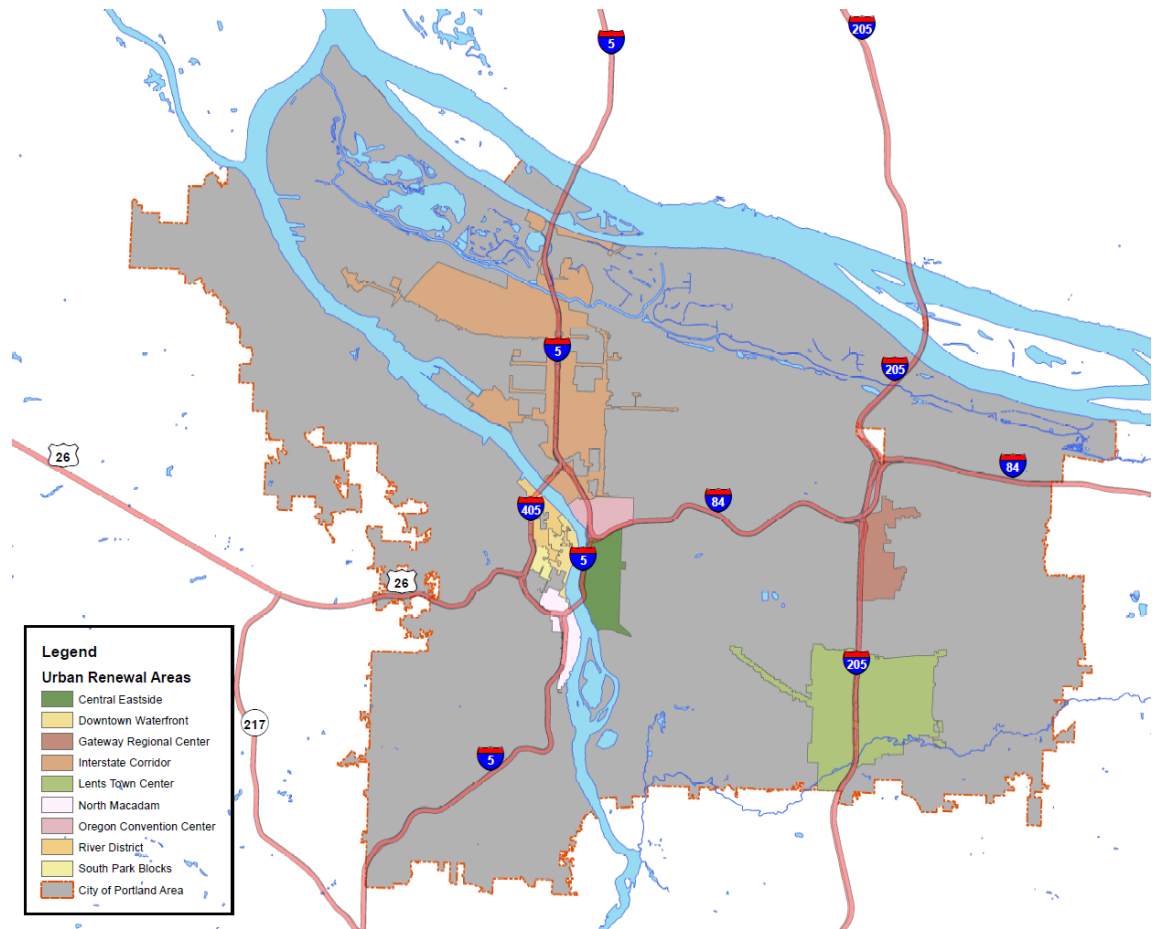 5
205
5
205
26
84
84
405
5
26
205
217
5
Legend
Urban Renewal Areas
Central Eastside
Downtown Waterfront
Gateway Regional Center
Interstate Corridor
Lents Town Center
North Macadam
Oregon Convention Center
River District
South Park Blocks
City of Portland Area